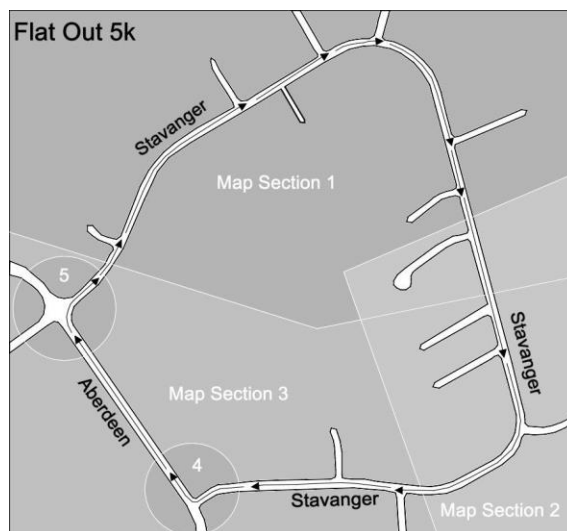 Flat Out 5k
Stavanger
Map Section 1
5
Stavanger
Map Section 3
Aberdeen
4
Stavanger
Map Section 2